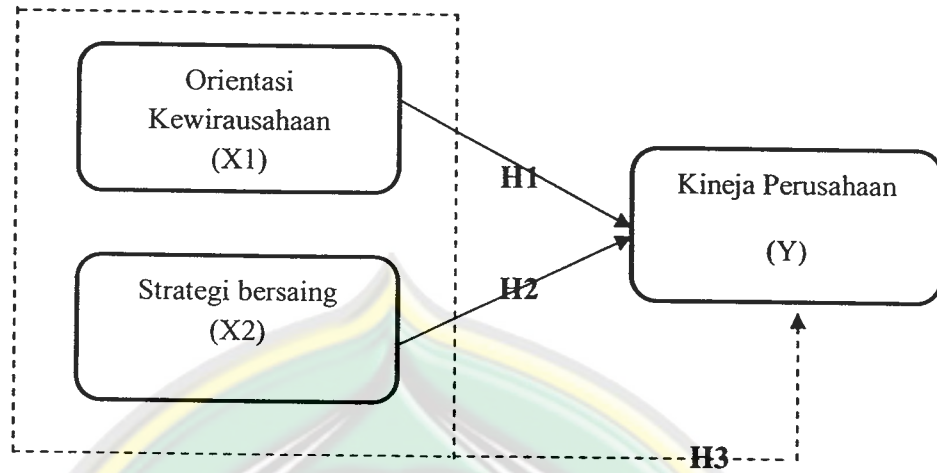 Orientasi
Kewirausahaan
(X1)
H1
Kineja Perusahaan
(Y)
Strategi bersaing
(X2)
H2
H3